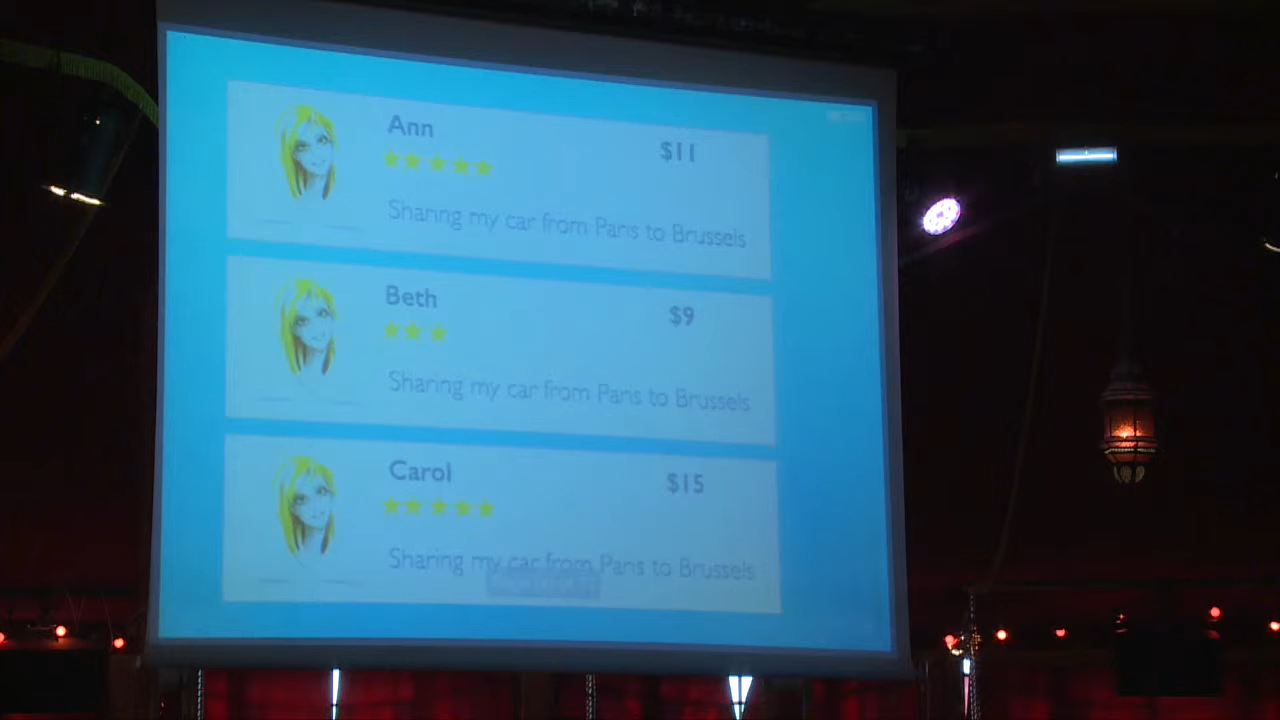 Ann
$11
Sharing my car from Paris to Brussels
Beth
$9
Sharing my car from Paris to Brussels
Carol
$15
Sharing my car from Paris to Brussels